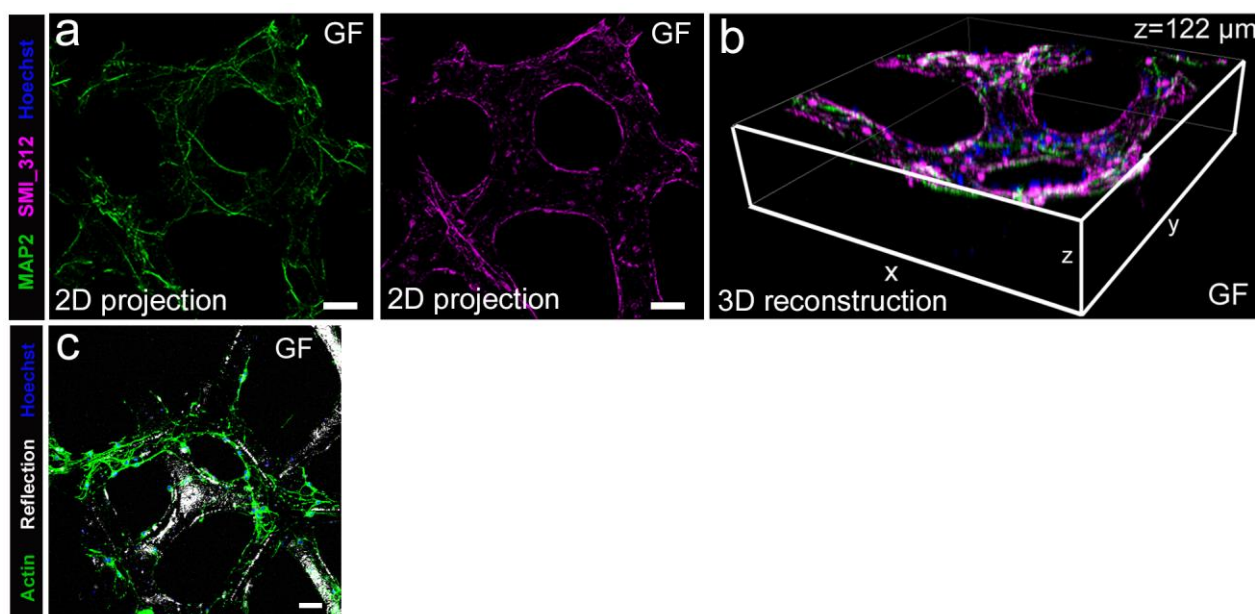 MAP2 SMI_312 Hoechst
a
GF
2D projection
GF
2D projection
b
z=122 µm
x
y
z
3D reconstruction
GF
Actin Reflection Hoechst
c
GF